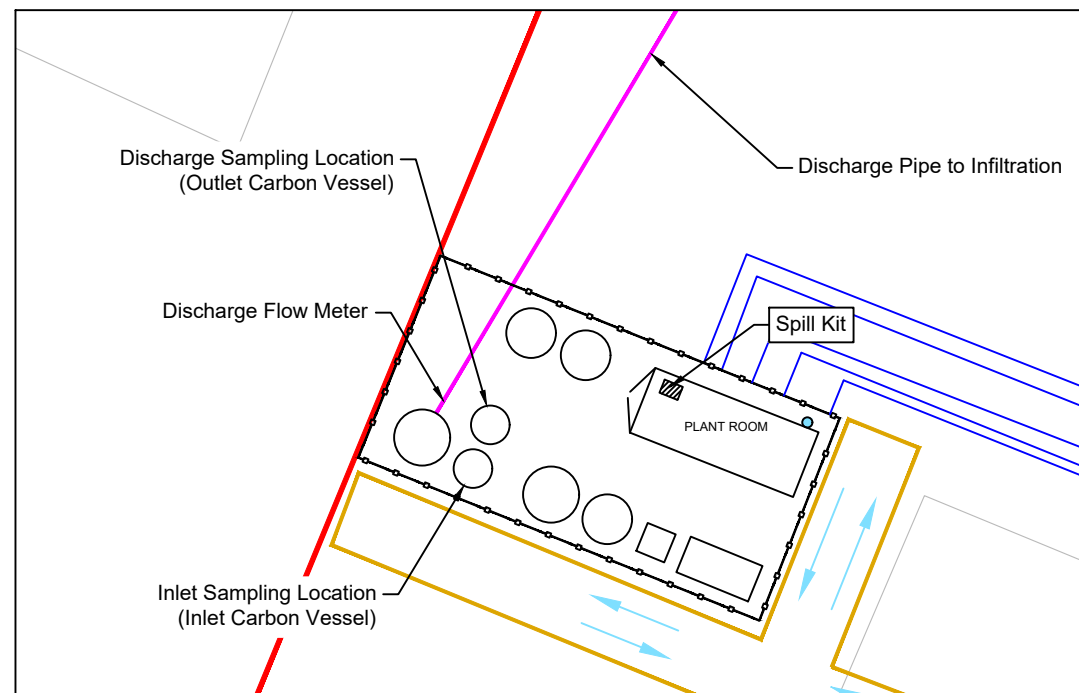 Discharge Sampling Location
(Outlet Carbon Vessel)
Discharge Pipe to Infiltration
Discharge Flow Meter
Spill Kit
PLANT ROOM
Inlet Sampling Location
(Inlet Carbon Vessel)